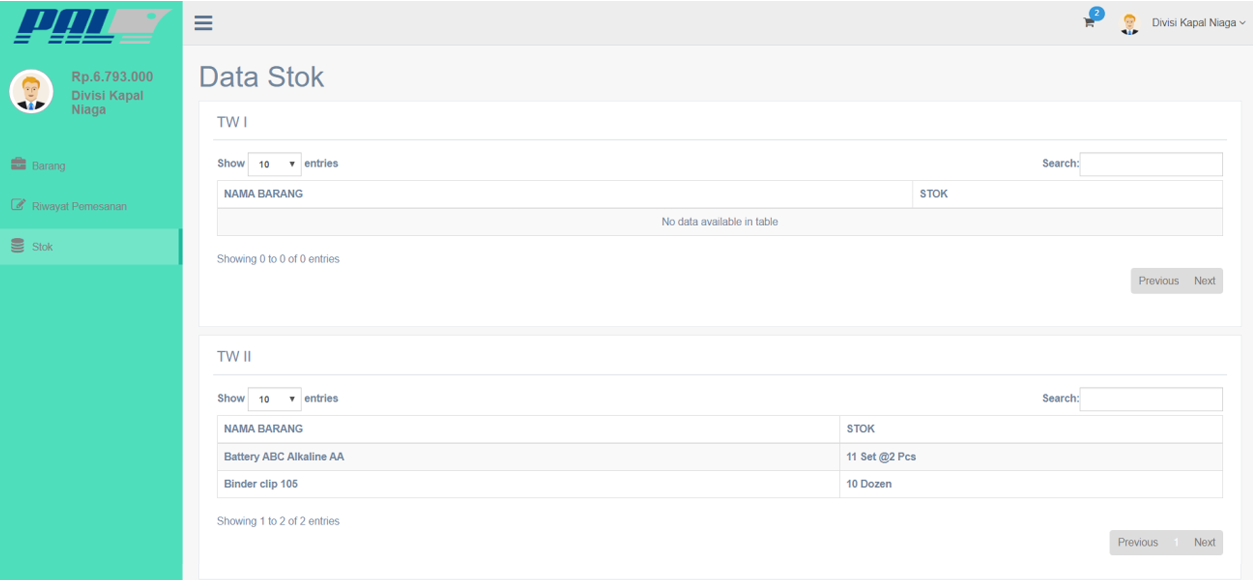 PAL
2
Divisi Kapal Niaga
Rp.6.793.000
Divisi Kapal
Niaga
Barang
Riwayat Pemesanan
Stok
Data Stok
TW I
Show 10 entries
Search:
NAMA BARANG STOK
No data available in table
Showing 0 to 0 of 0 entries
Previous Next
TW II
Show 10 entries
Search:
NAMA BARANG STOK
Battery ABC Alkaline AA 11 Set @2 Pcs
Binder clip 105 10 Dozen
Showing 1 to 2 of 2 entries
Previous 1 Next